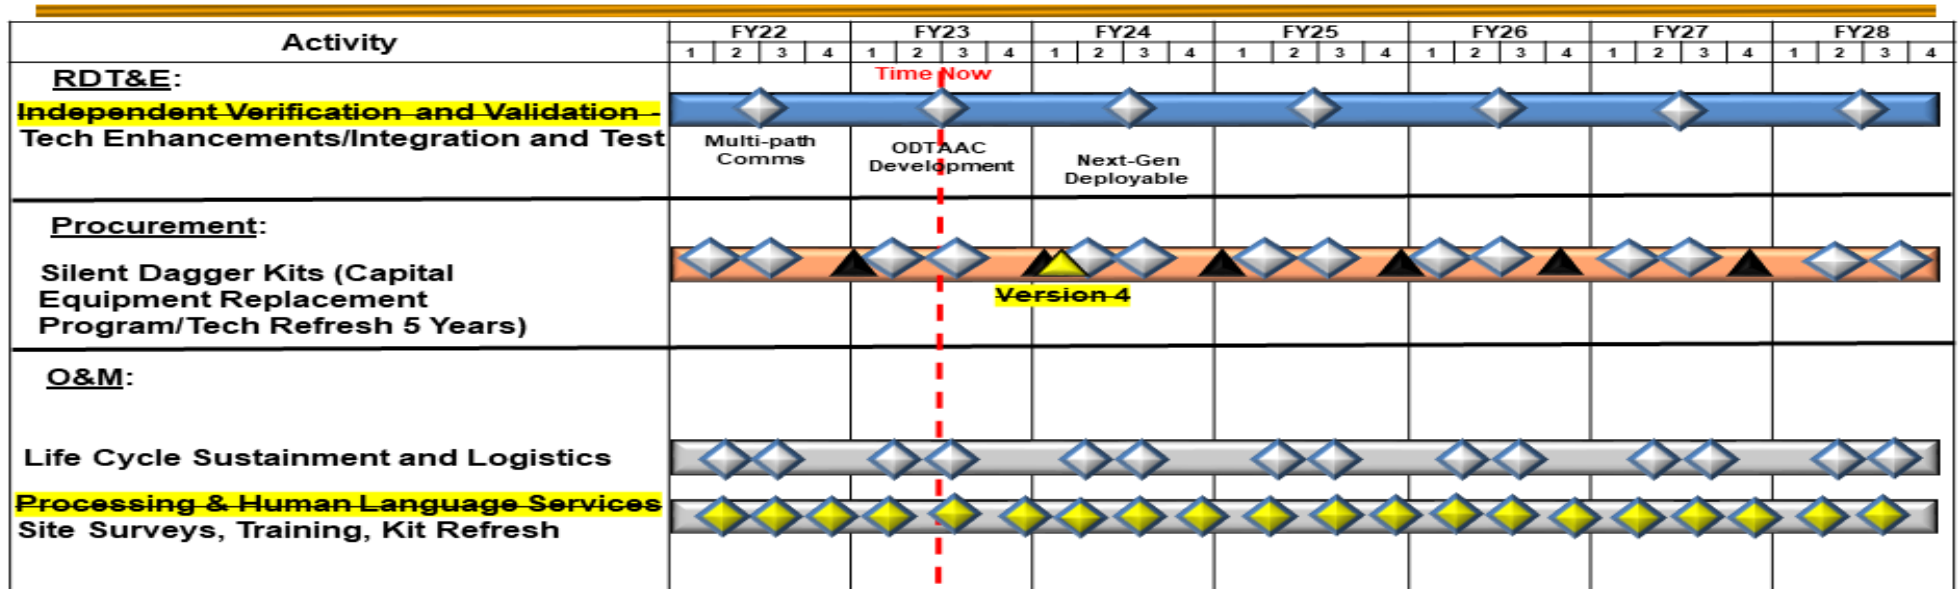 Activity
FY22 FY23 FY24 FY25 FY26 FY27 FY28
1 2 3 4 1 2 3 4 1 2 3 4 1 2 3 4 1 2 3 4 1 2 3 4 1 2 3 4
Time Now
RDT&E:
Independent Verification and Validation -
Tech Enhancements/Integration and Test
Multi-path
Comms
ODTAAC
Development
Next-Gen
Deployable
Procurement:
Silent Dagger Kits (Capital
Equipment Replacement
Program/Tech Refresh 5 Years)
Version 4
O&M:
Life Cycle Sustainment and Logistics
Processing & Human Language Services
Site Surveys, Training, Kit Refresh